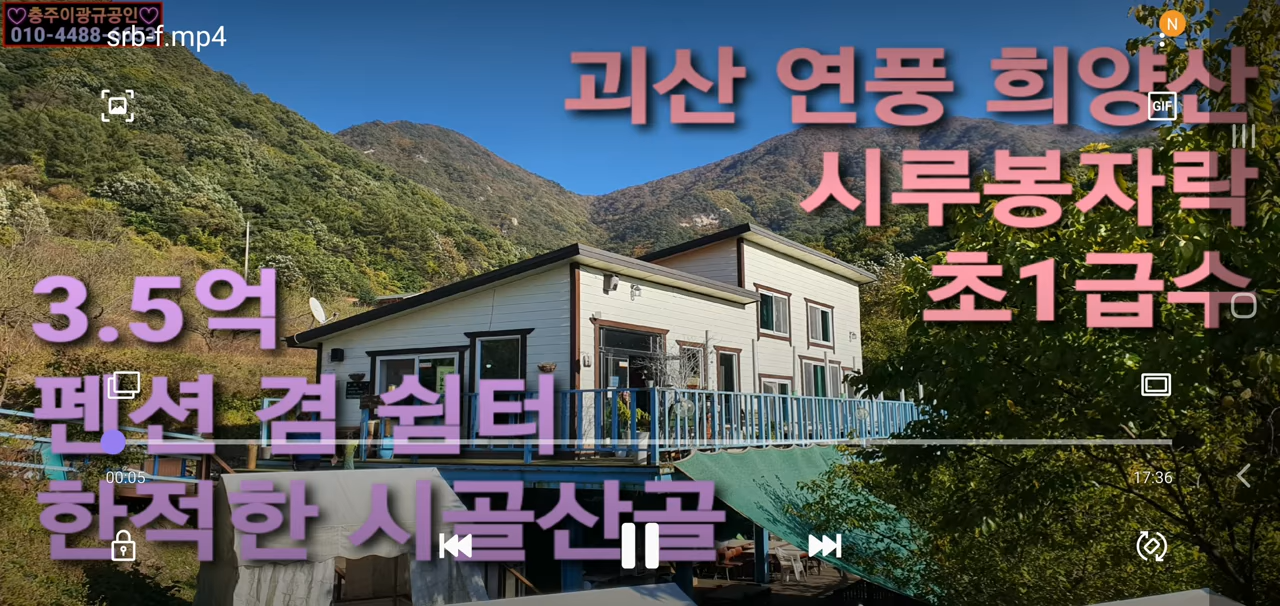 ♡충주이광규공인♡
010-4488-
srb-f.mp4
N
괴산 연풍 희양산
GIF
시루봉자락
초1급수
3.5억
펜션 겸 쉼터
00:05
17:36
한적한 시골산골